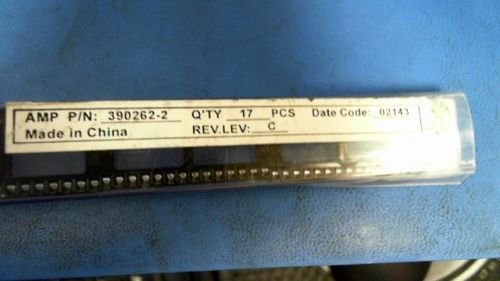 AMP P/N: 390262-2 Q'TY 17 PCS Date Code: 02143
Made in China REV.LEV: C